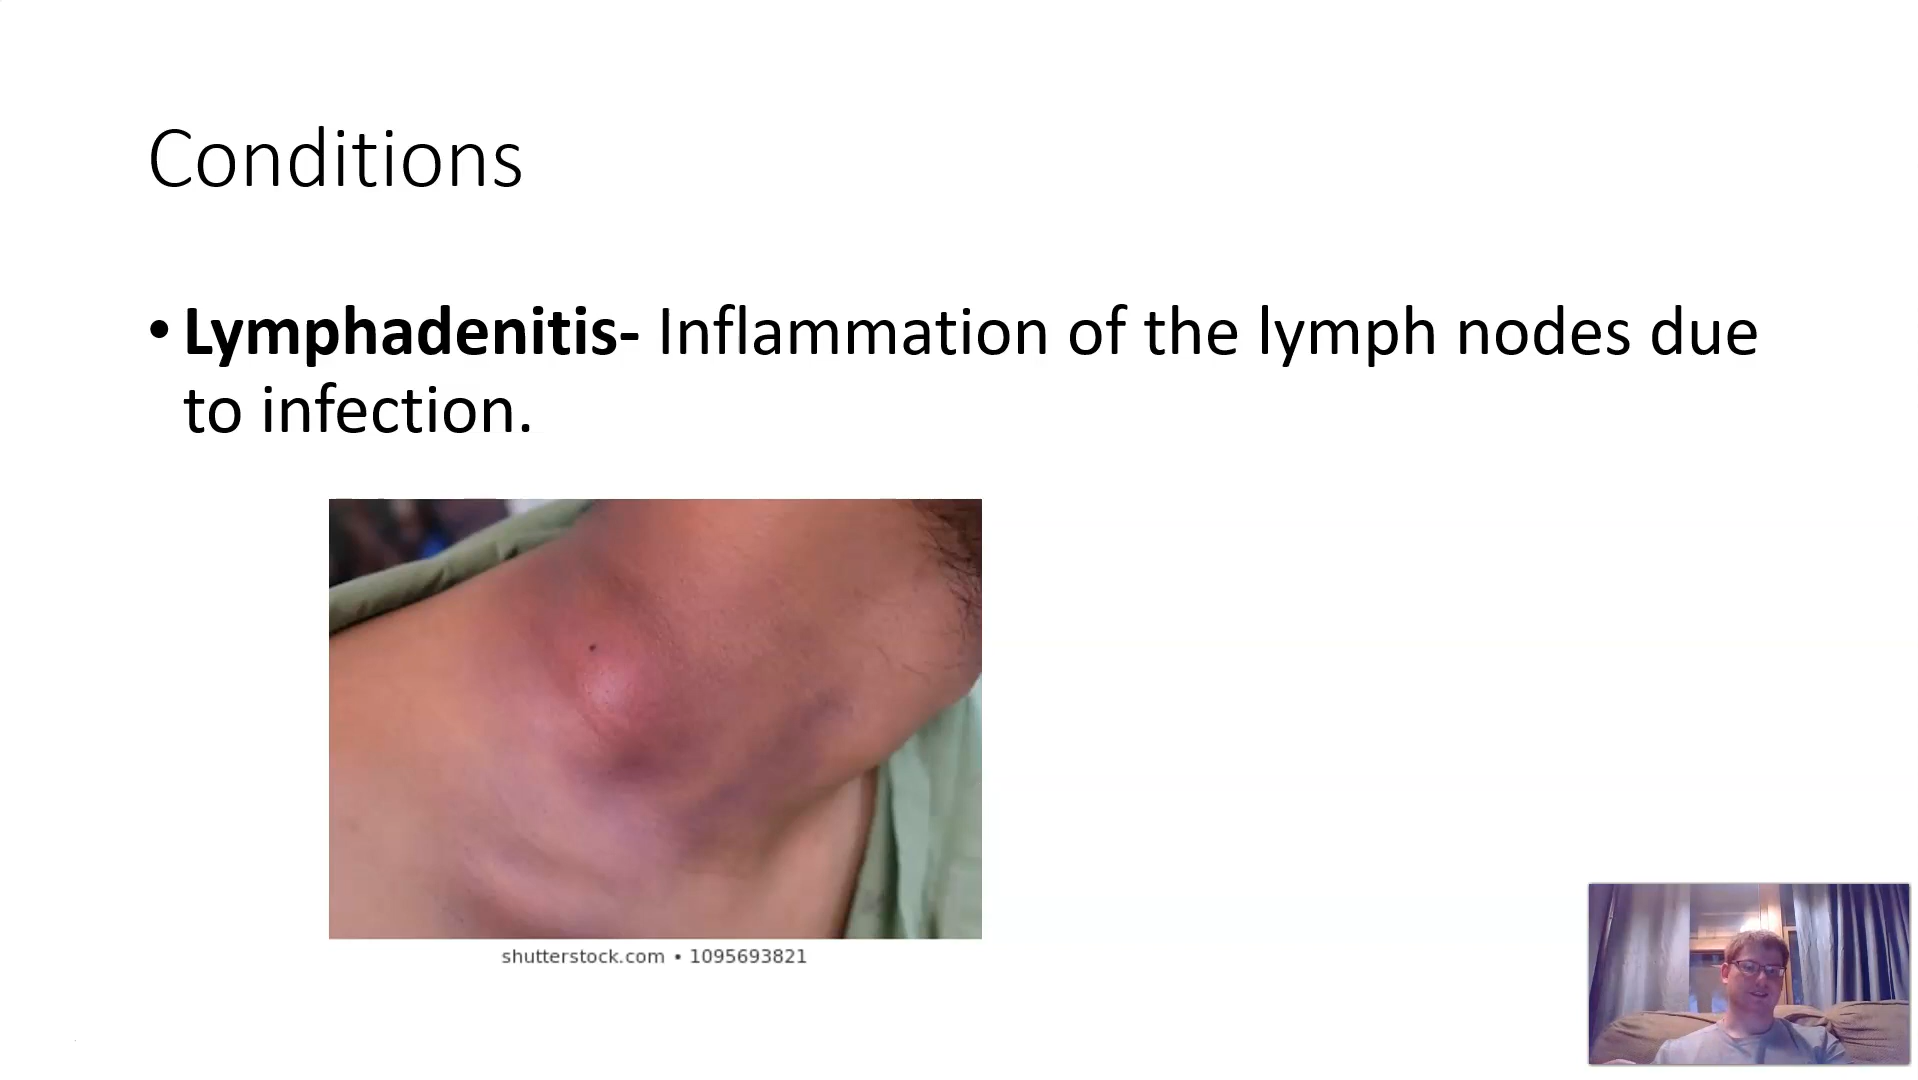 Conditions
• Lymphadenitis- Inflammation of the lymph nodes due
to infection.
shutterstock.com • 1095693821